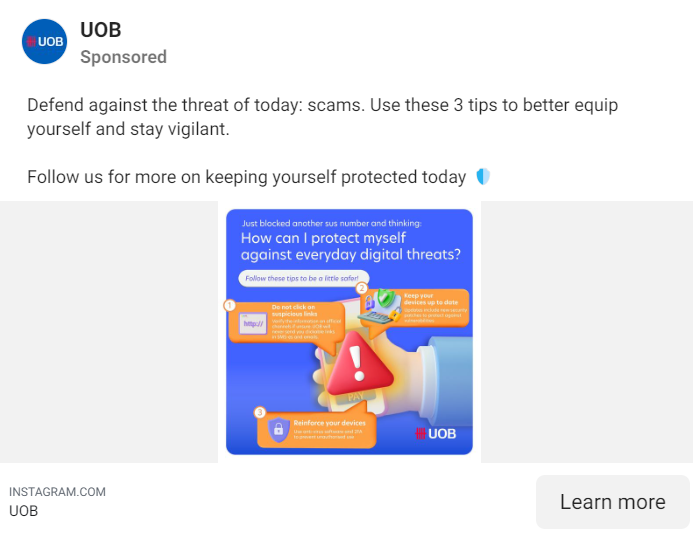 UOB
UOB
Sponsored
Defend against the threat of today: scams. Use these 3 tips to better equip
yourself and stay vigilant.
Follow us for more on keeping yourself protected today
Just blocked another sus number and thinking:
How can I protect myself
against everyday digital threats?
Follow these tips to be a little safer!
1
Do not click on
suspicious links
http://
2
Keep your
devices up to date
PAY
3
Reinforce your devices
UOB
INSTAGRAM.COM
UOB
Learn more